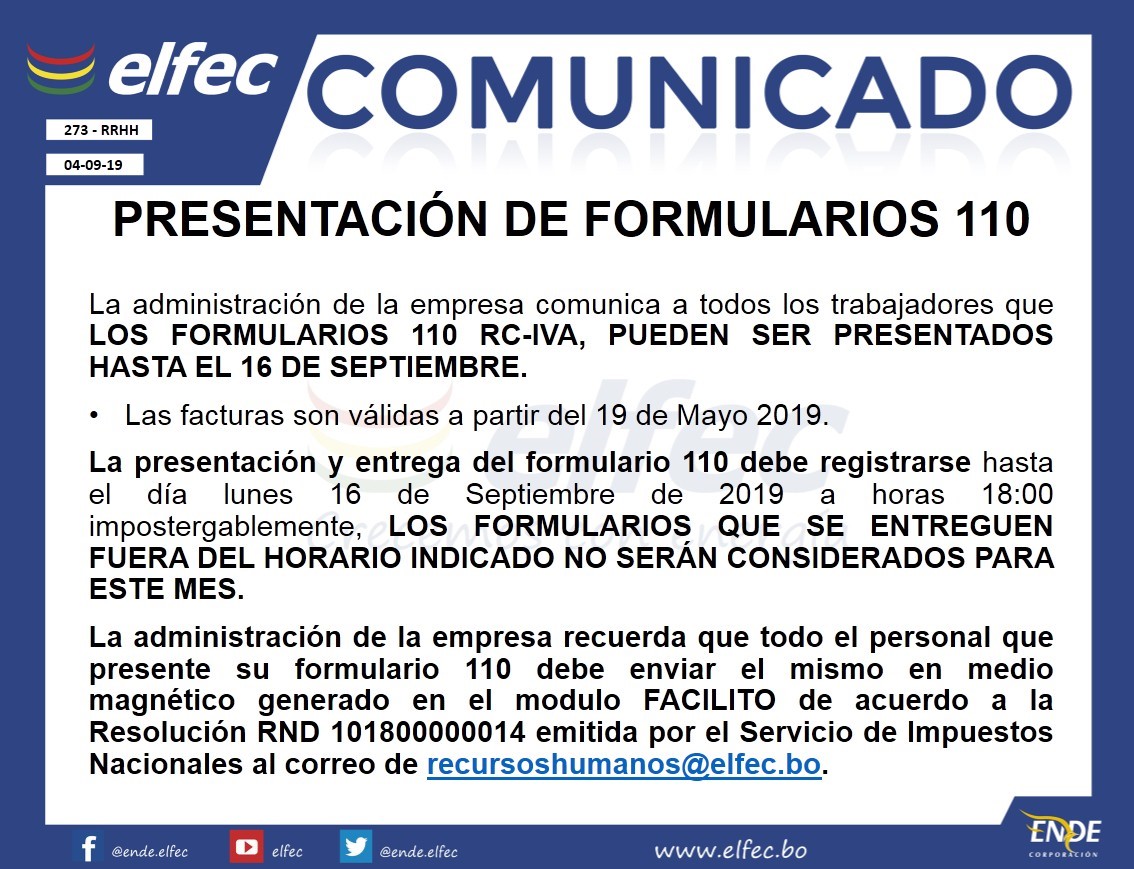 elfec
COMUNICADO
273 - RRHH
04-09-19
PRESENTACIÓN DE FORMULARIOS 110
La administración de la empresa comunica a todos los trabajadores que
LOS FORMULARIOS 110 RC-IVA, PUEDEN SER PRESENTADOS
HASTA EL 16 DE SEPTIEMBRE.
• Las facturas son válidas a partir del 19 de Mayo 2019.
La presentación y entrega del formulario 110 debe registrarse hasta
el día lunes 16 de Septiembre de 2019 a horas 18:00
impostergablemente, LOS FORMULARIOS QUE SE ENTREGUEN
FUERA DEL HORARIO INDICADO NO SERÁN CONSIDERADOS PARA
ESTE MES.
La administración de la empresa recuerda que todo el personal que
presente su formulario 110 debe enviar el mismo en medio
magnético generado en el modulo FACILITO de acuerdo a la
Resolución RND 101800000014 emitida por el Servicio de Impuestos
Nacionales al correo de recursoshumanos@elfec.bo.
elfec
Crecemos con energía
@ende.elfec
elfec
@ende.elfec
www.elfec.bo
ENDE
CORPORACIÓN